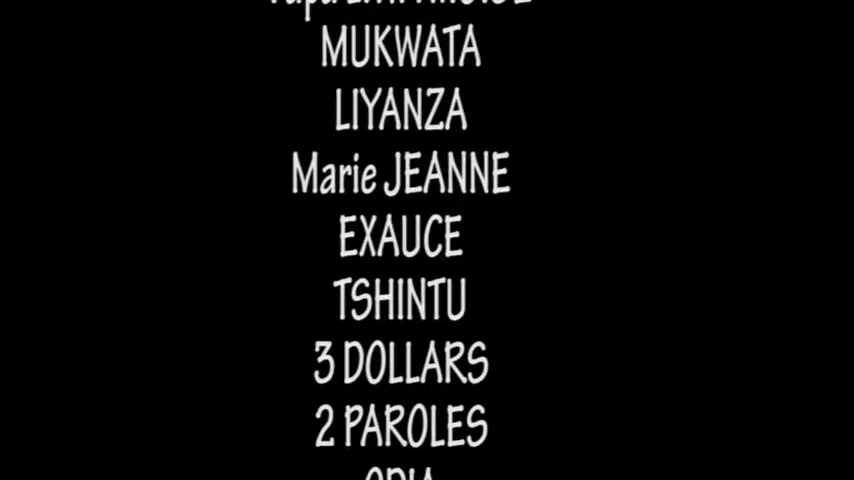 MUKWATA
LIYANZA
Marie JEANNE
EXAUCE
TSHINTU
3 DOLLARS
2 PAROLES